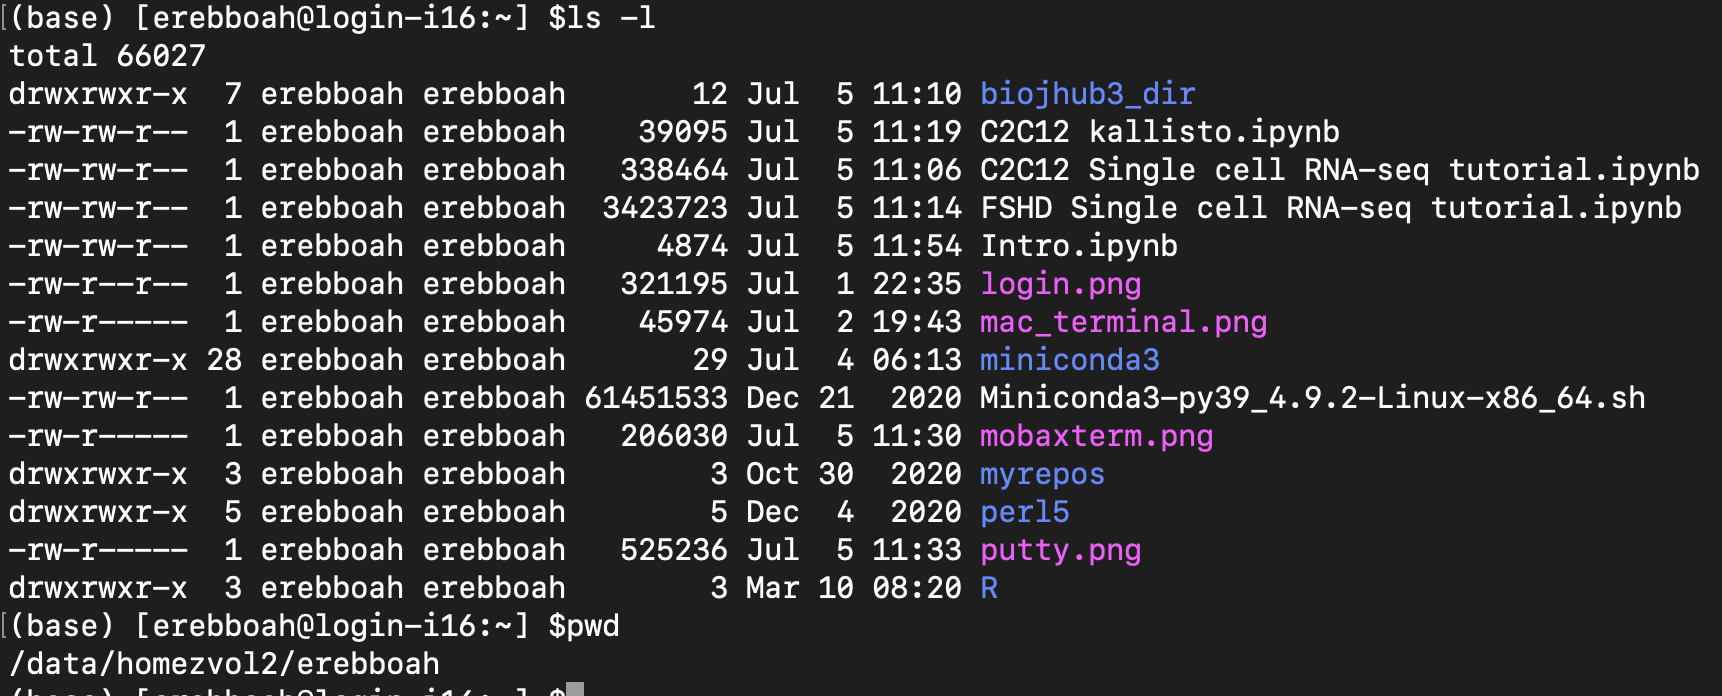 [(base) [erebboah@login-i16:~] $ls -l
total 66027
drwxrwxr-x  7 erebboah erebboah       12 Jul  5 11:10 biojhub3_dir
-rw-rw-r--  1 erebboah erebboah    39095 Jul  5 11:19 C2C12 kallisto.ipynb
-rw-rw-r--  1 erebboah erebboah   338464 Jul  5 11:06 C2C12 Single cell RNA-seq tutorial.ipynb
-rw-rw-r--  1 erebboah erebboah  3423723 Jul  5 11:14 FSHD Single cell RNA-seq tutorial.ipynb
-rw-rw-r--  1 erebboah erebboah     4874 Jul  5 11:54 Intro.ipynb
-rw-r--r--  1 erebboah erebboah   321195 Jul  1 22:35 login.png
-rw-r-----  1 erebboah erebboah    45974 Jul  2 19:43 mac_terminal.png
drwxrwxr-x 28 erebboah erebboah       29 Jul  4 06:13 miniconda3
-rw-rw-r--  1 erebboah erebboah 61451533 Dec 21  2020 Miniconda3-py39_4.9.2-Linux-x86_64.sh
-rw-r-----  1 erebboah erebboah   206030 Jul  5 11:30 mobaxterm.png
drwxrwxr-x  3 erebboah erebboah        3 Oct 30  2020 myrepos
drwxrwxr-x  5 erebboah erebboah        5 Dec  4  2020 perl5
-rw-r-----  1 erebboah erebboah   525236 Jul  5 11:33 putty.png
drwxrwxr-x  3 erebboah erebboah        3 Mar 10 08:20 R
[(base) [erebboah@login-i16:~] $pwd
/data/homezvol2/erebboah
(base) [erebboah@login-i16:~] $